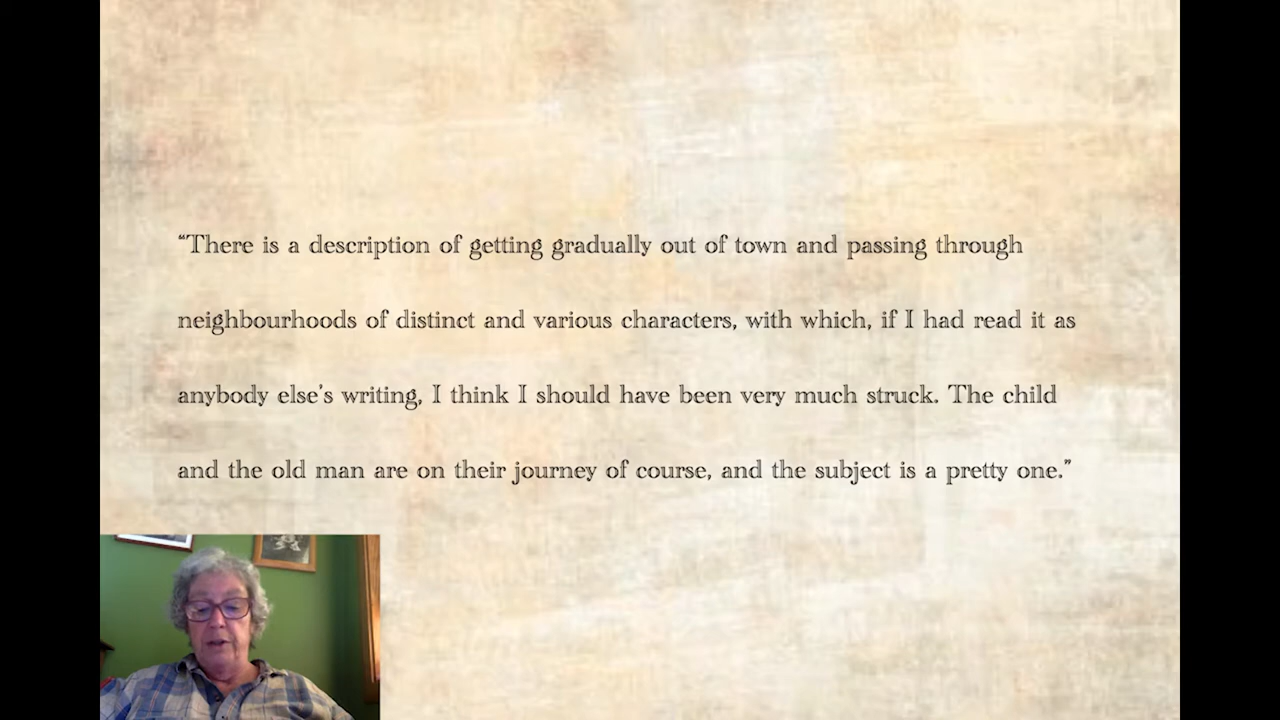 “There is a description of getting gradually out of town and passing through
neighbourhoods of distinct and various characters, with which, if I had read it as
anybody else’s writing, I think I should have been very much struck. The child
and the old man are on their journey of course, and the subject is a pretty one.”